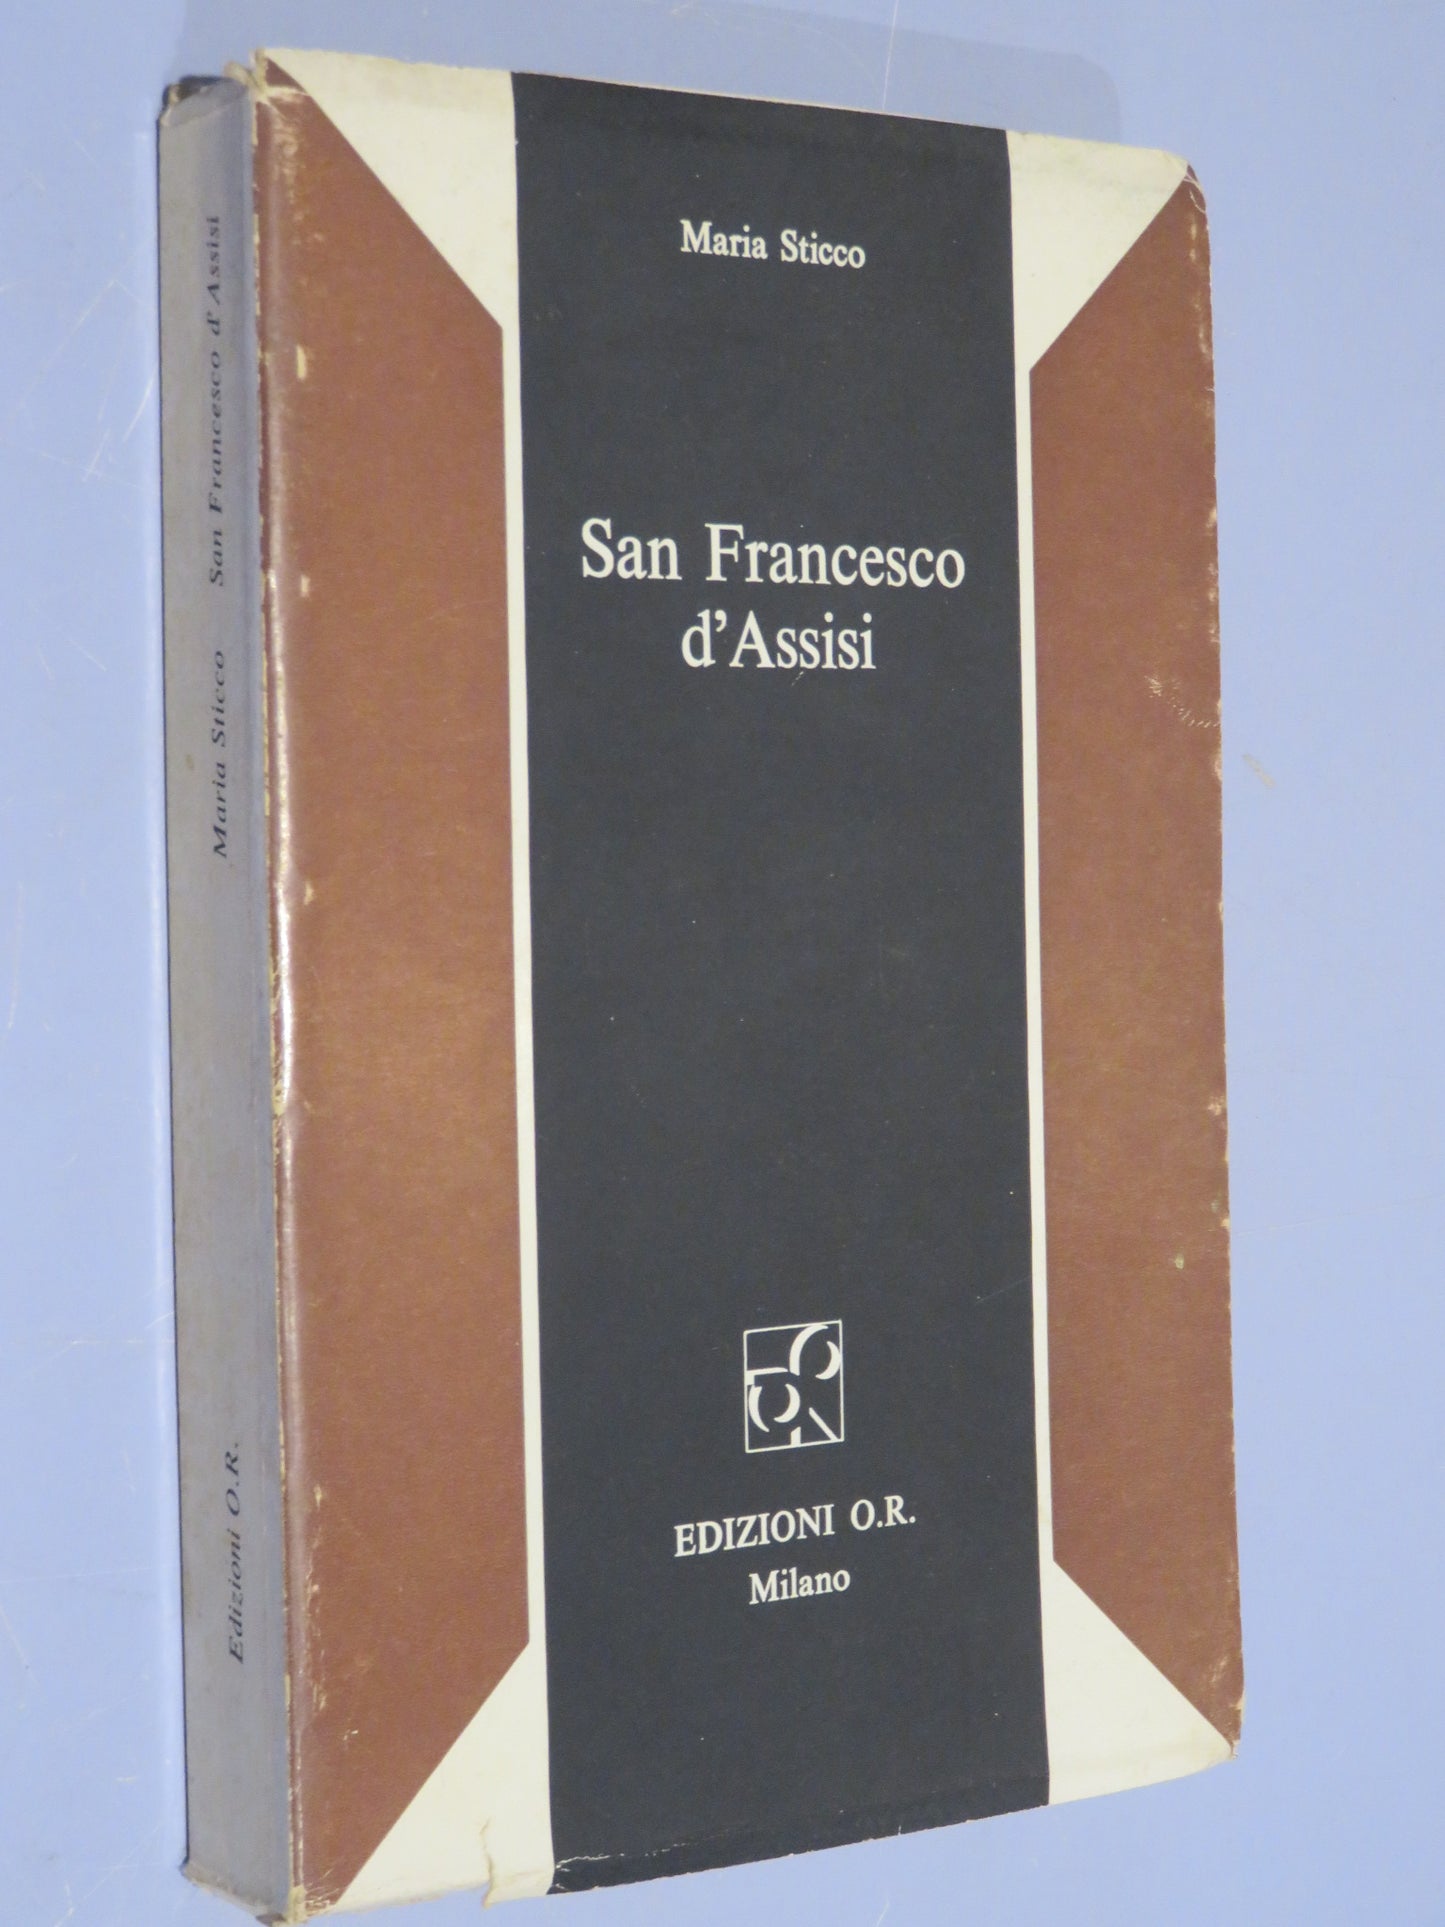 Maria Sticco
San Francesco
d'Assisi
EDIZIONI O.R.
Milano
Maria Sticco San Francesco d'Assisi
Edizioni O.R.